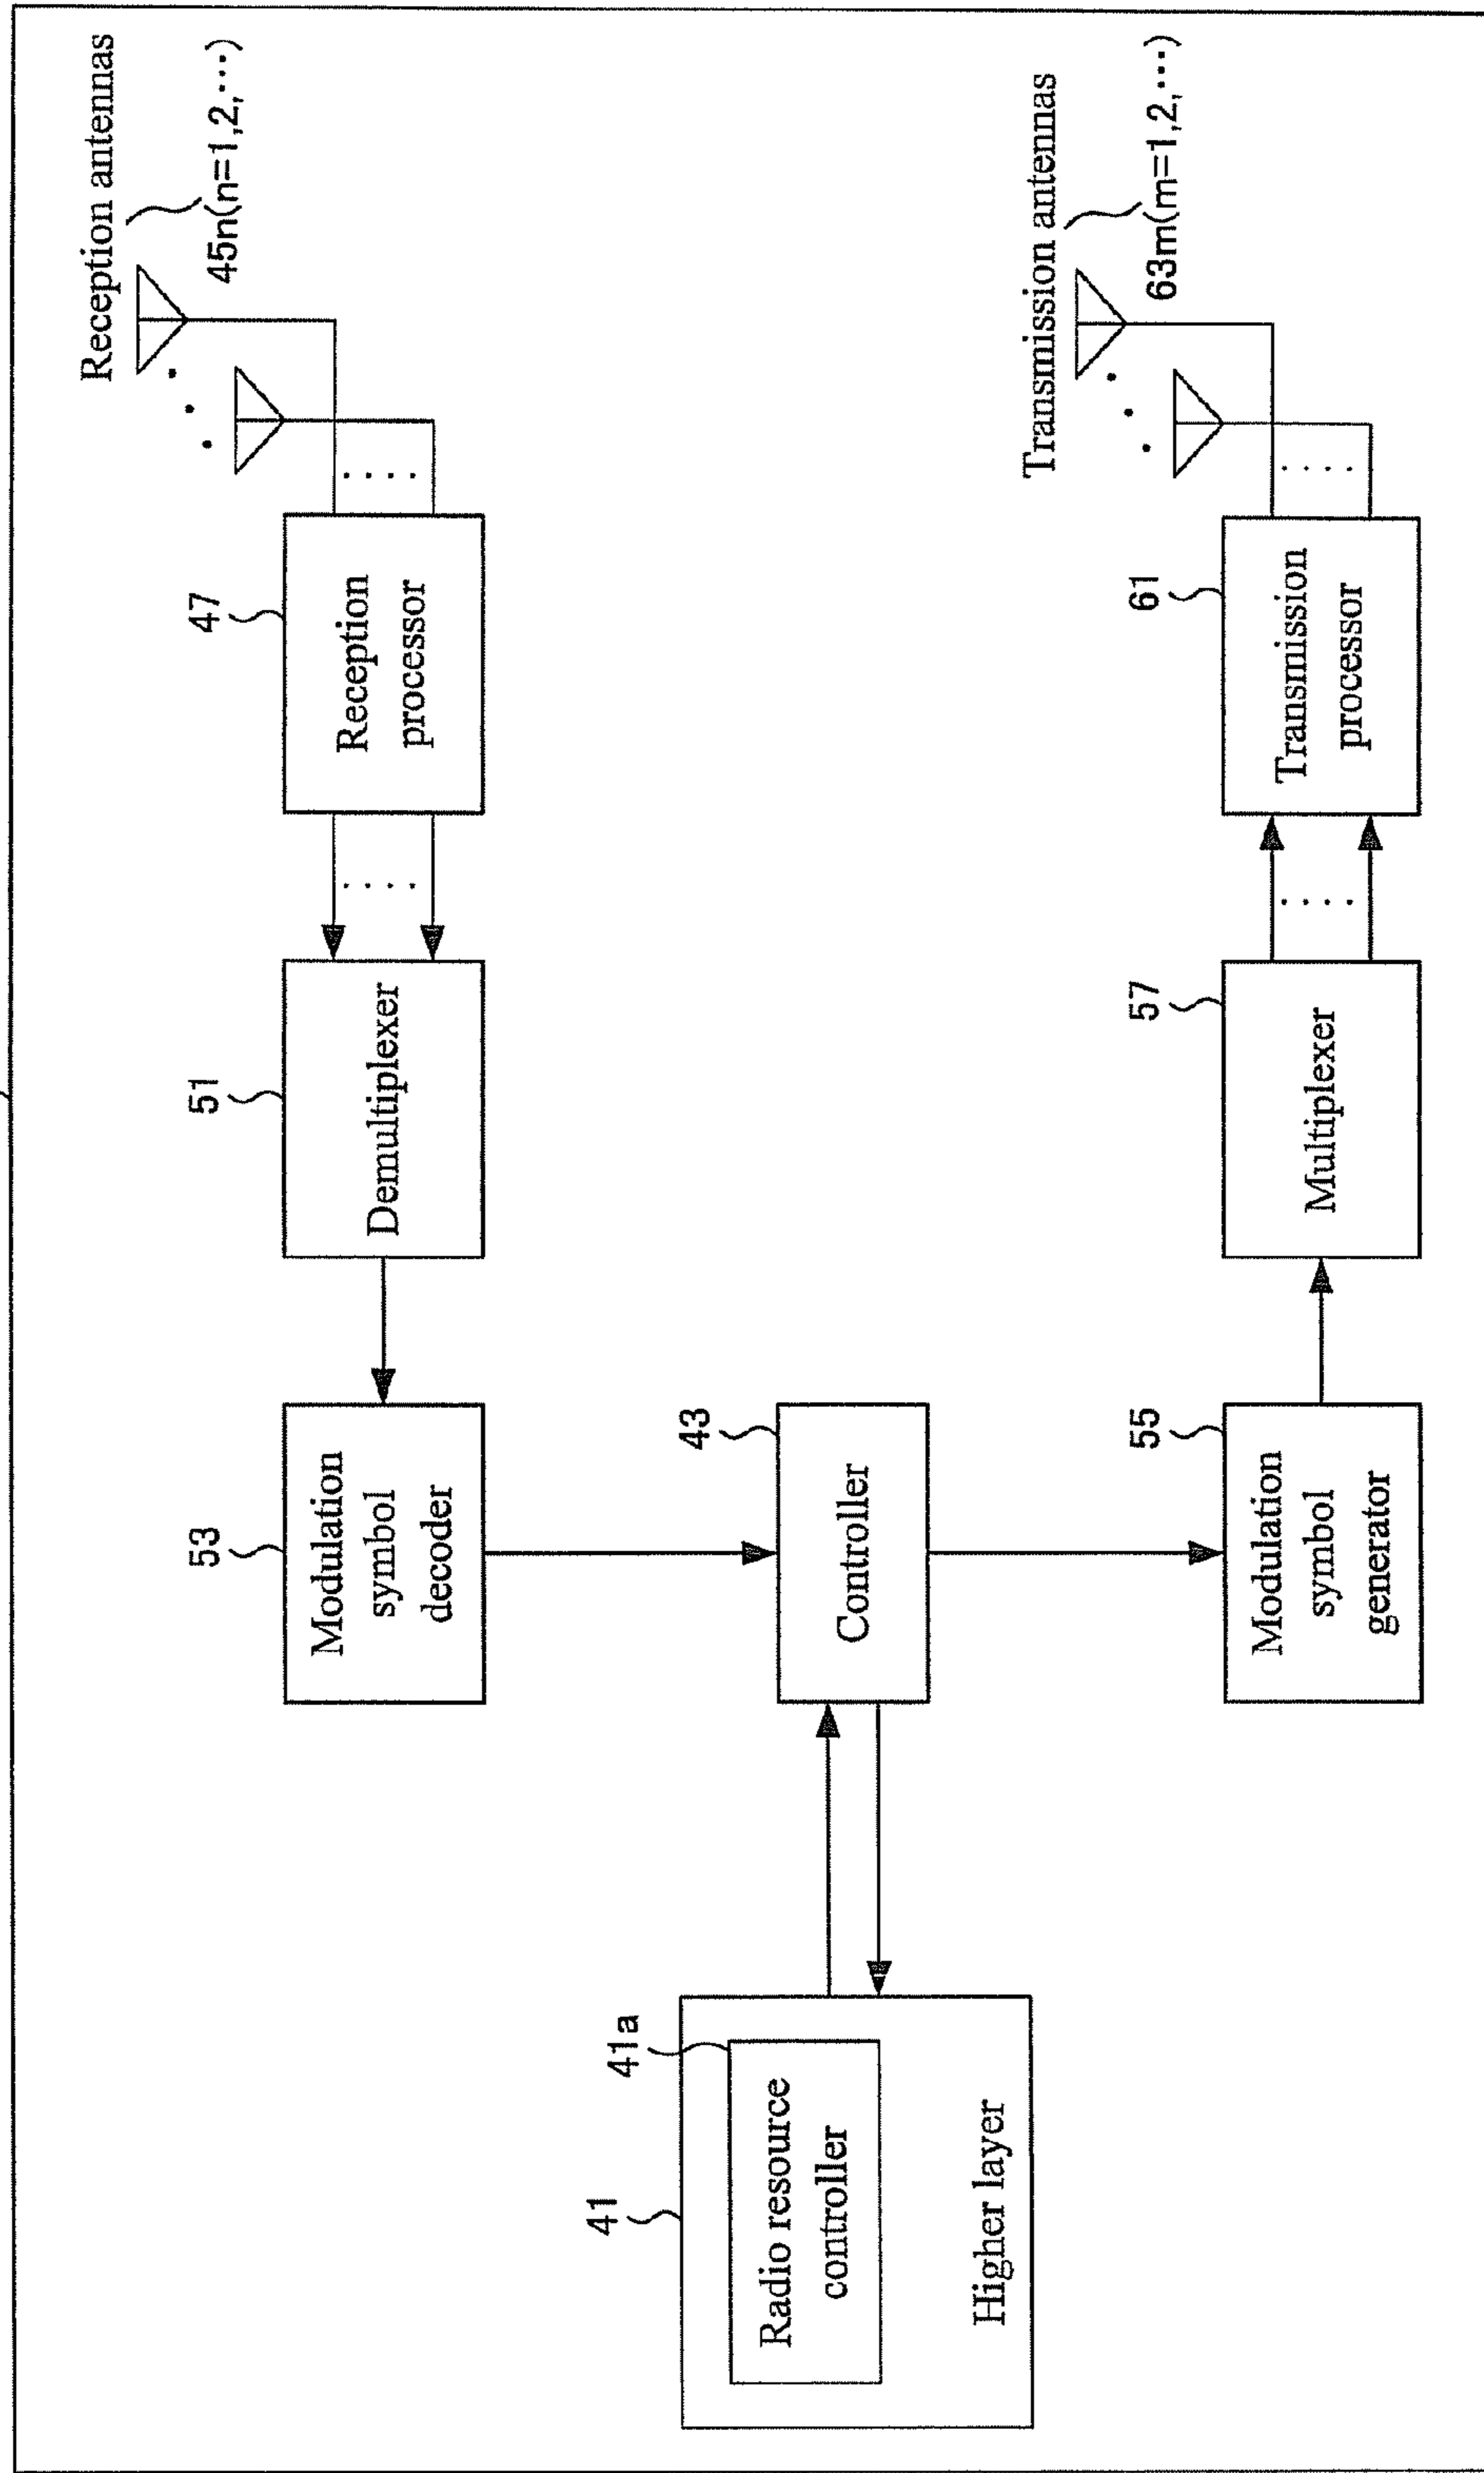 Reception antennas
45n(n=1,2,···)
47
Reception
processor
51
Demultiplexer
53
Modulation
symbol
decoder
43
Controller
41
41a
Radio resource
controller
Higher layer
55
Modulation
symbol
generator
57
Multiplexer
61
Transmission
processor
Transmission antennas
63m(m=1,2,···)